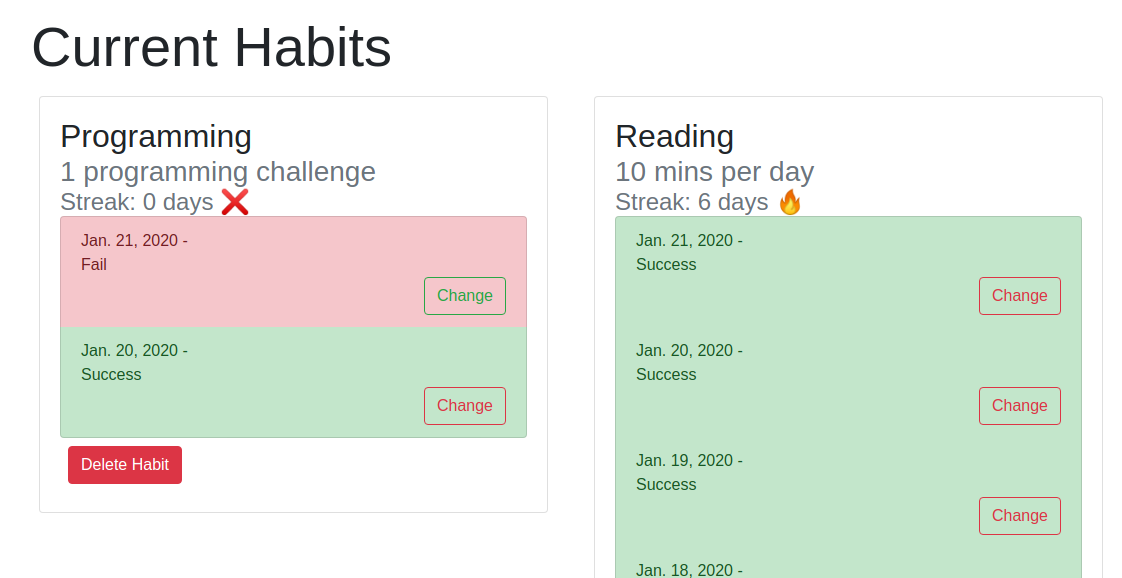 Current Habits
Programming
1 programming challenge
Streak: 0 days ❌
Jan. 21, 2020 -
Fail
Change
Jan. 20, 2020 -
Success
Change
Delete Habit
Reading
10 mins per day
Streak: 6 days 🔥
Jan. 21, 2020 -
Success
Change
Jan. 20, 2020 -
Success
Change
Jan. 19, 2020 -
Success
Change
Jan. 18, 2020 -